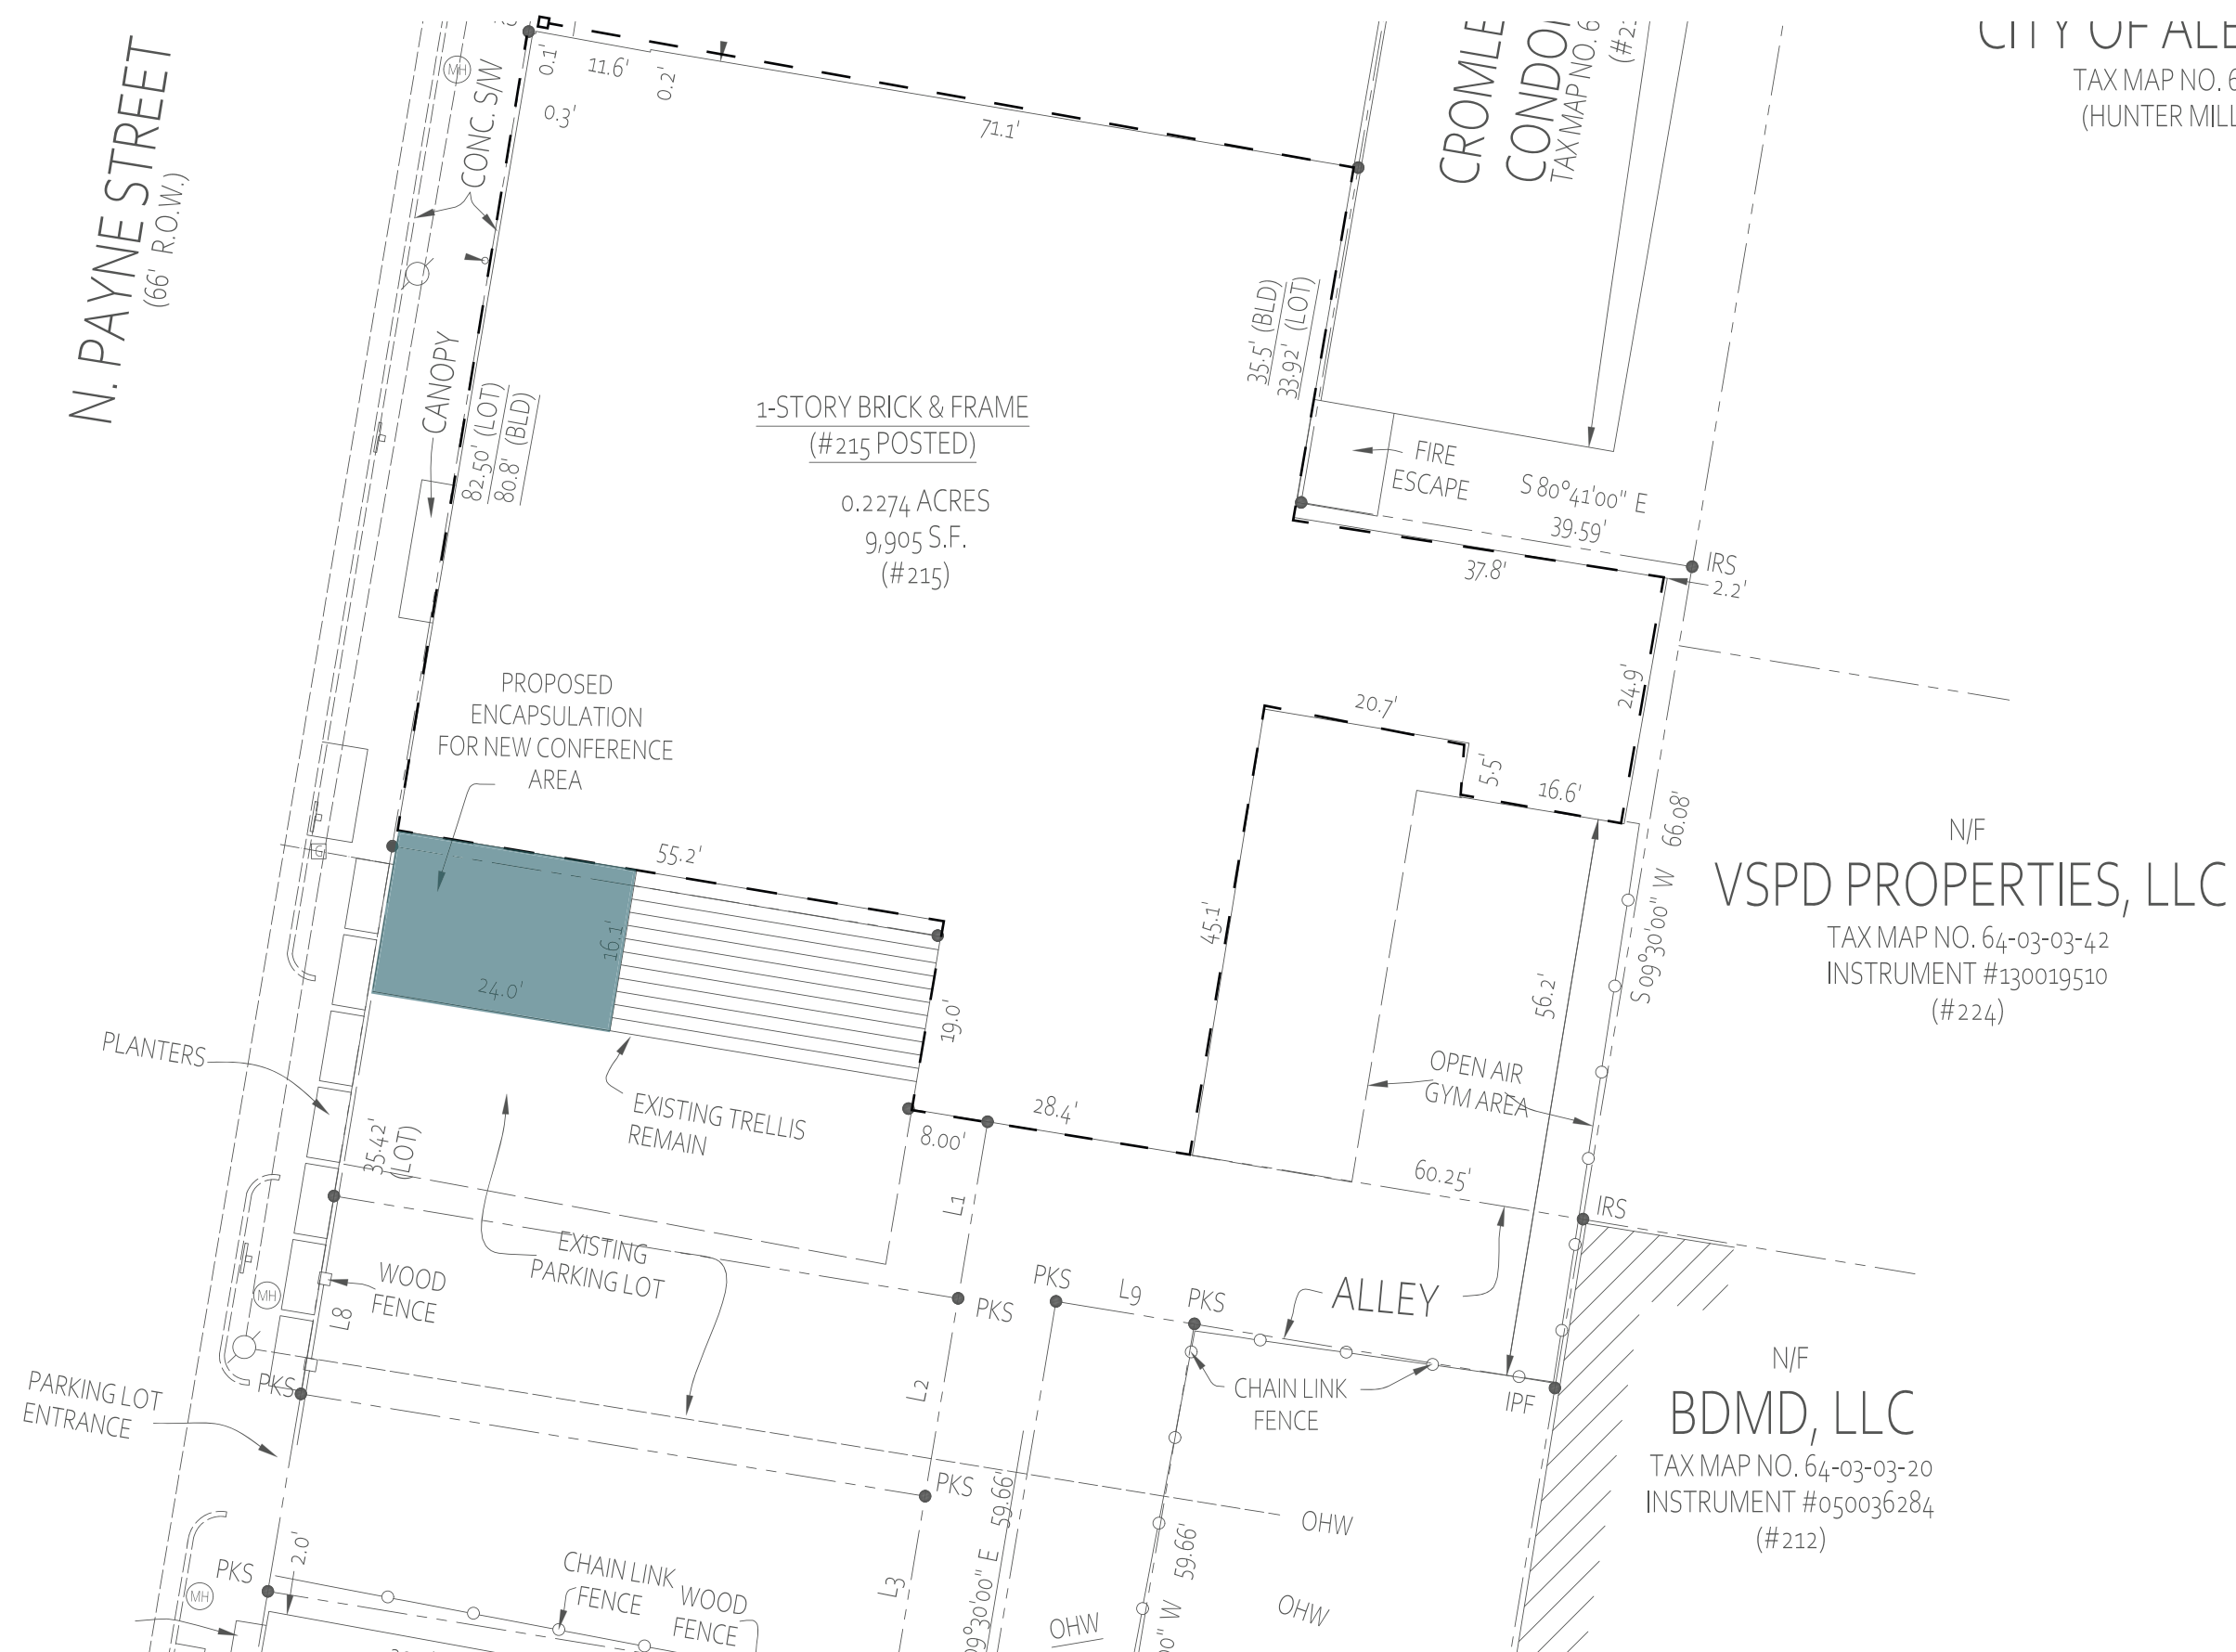 N. PAYNE STREET
(66' R.O.W.)
MH
CONC. S/W
0.1'
11.6'
0.2'
0.3'
71.1'
TAX MAP NO. 6
CANOPY
82.50' (LOT)
80.8' (BLD)
1-STORY BRICK & FRAME
(#215 POSTED)
0.2274 ACRES
9,905 S.F.
(#215)
35.5' (BLD)
33.92' (LOT)
FIRE
ESCAPE
S 80°41'00" E
39.59'
37.8'
IRS
2.2'
24.9'
20.7'
5.5'
16.6'
PROPOSED
ENCAPSULATION
FOR NEW CONFERENCE
AREA
G
55.2'
16.1'
24.0'
19.0'
45.1'
56.2'
S 09°30'00" W 66.08'
N/F
VSPD PROPERTIES, LLC
TAX MAP NO. 64-03-03-42
INSTRUMENT #130019510
(#224)
PLANTERS
35.42'
(LOT)
EXISTING TRELLIS
REMAIN
8.00'
28.4'
OPEN AIR
GYM AREA
60.25'
IRS
L1
EXISTING
PARKING LOT
WOOD
FENCE
MH
L8
PKS
PKS
L9
PKS
ALLEY
PARKING LOT
ENTRANCE
PKS
L2
CHAIN LINK
FENCE
IPF
N/F
BDMD, LLC
TAX MAP NO. 64-03-03-20
INSTRUMENT #050036284
(#212)
PKS
59.66'
OHW
PKS
MH
2.0'
CHAIN LINK
FENCE
WOOD
FENCE
L3
09°30'00" E
OHW
59.66'
00" W
OHW
CROMLE
CONDO
(#2
CITY OF ALE
TAX MAP NO. 6
(HUNTER MILL